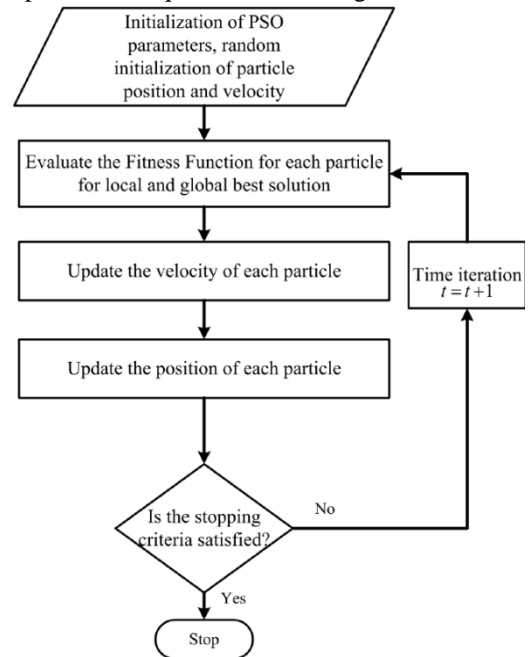 Initialization of PSO
parameters, random
initialization of particle
position and velocity
Evaluate the Fitness Function for each particle
for local and global best solution
Update the velocity of each particle
Time iteration
t = t+1
Update the position of each particle
Is the stopping
criteria satisfied?
No
Yes
Stop